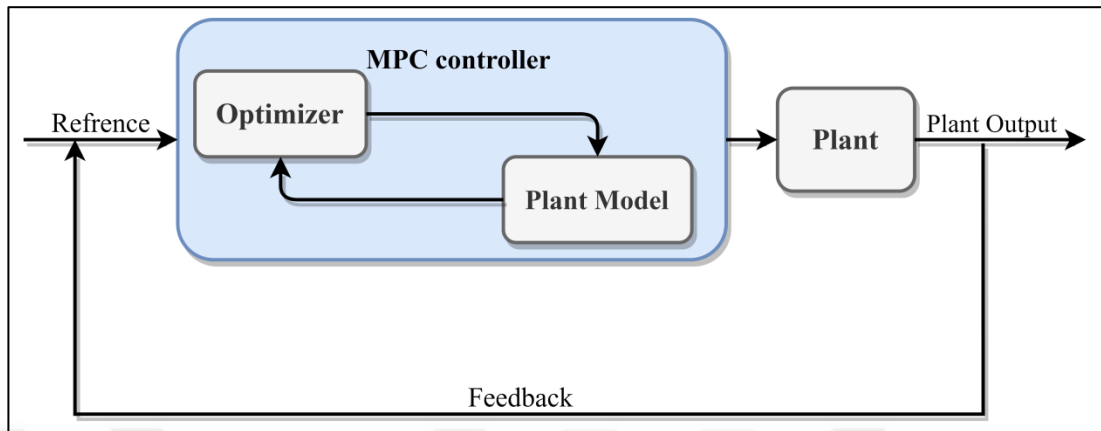 MPC controller
Optimizer
Refrence
Plant
Plant Output
Plant Model
Feedback